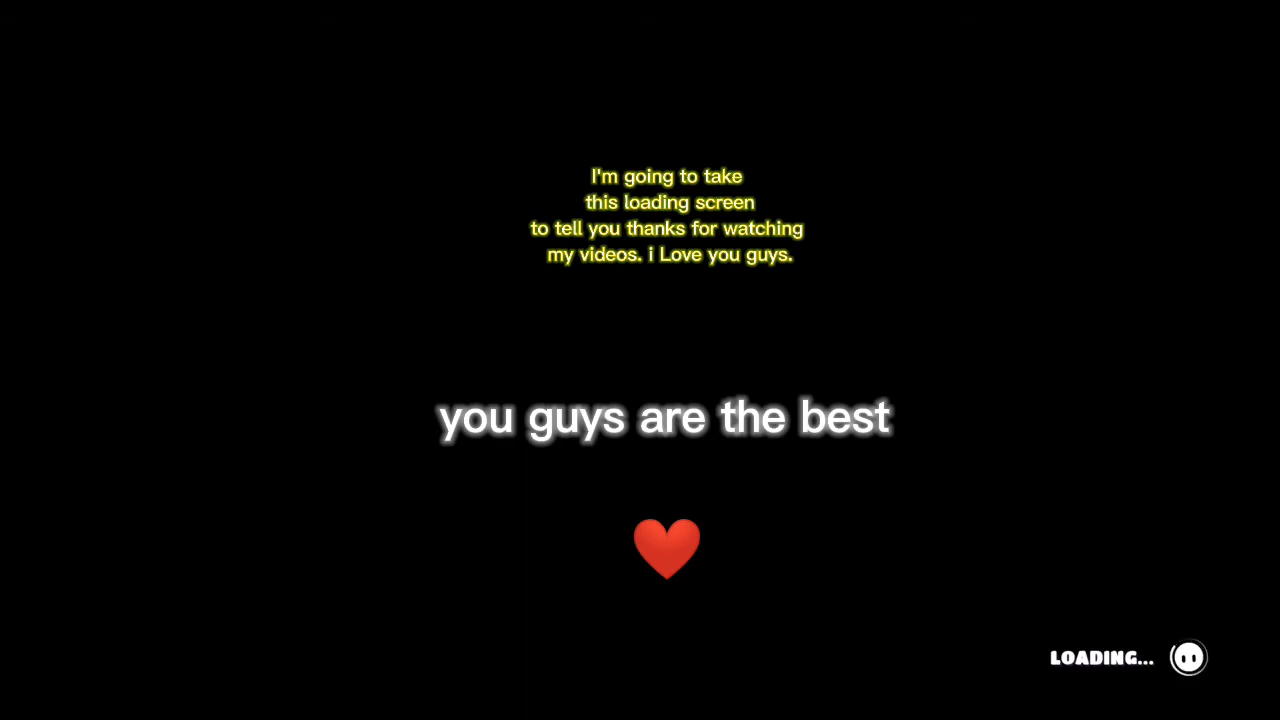 I'm going to take
this loading screen
to tell you thanks for watching
my videos. i Love you guys.
you guys are the best
LOADING...